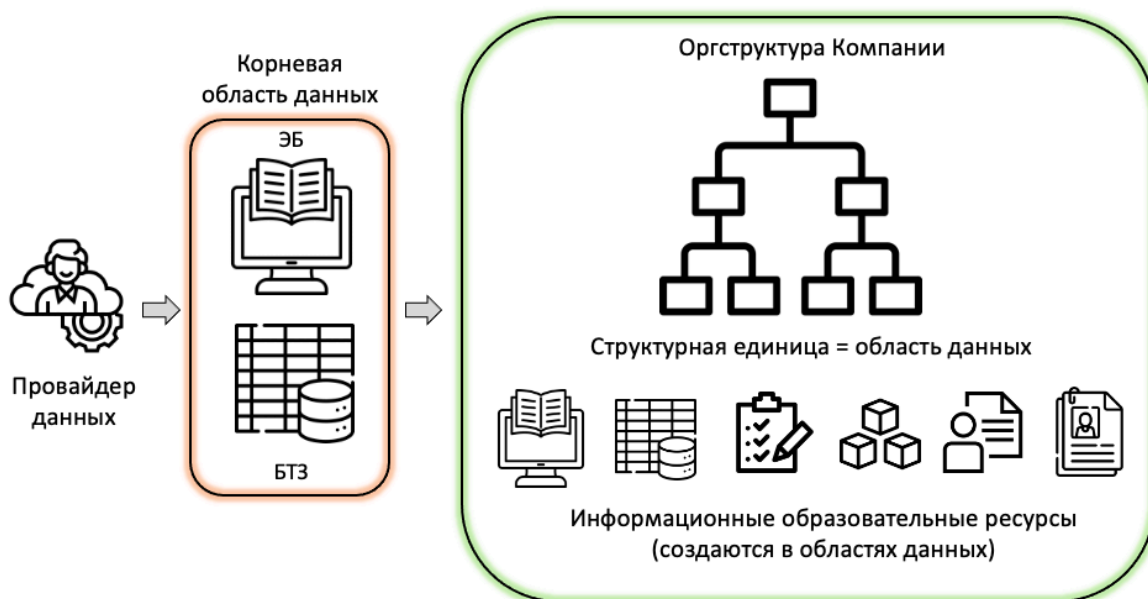 Провайдер
данных
Корневая
область данных
ЭБ
БТЗ
Оргструктура Компании
Структурная единица = область данных
Информационные образовательные ресурсы
(создаются в областях данных)